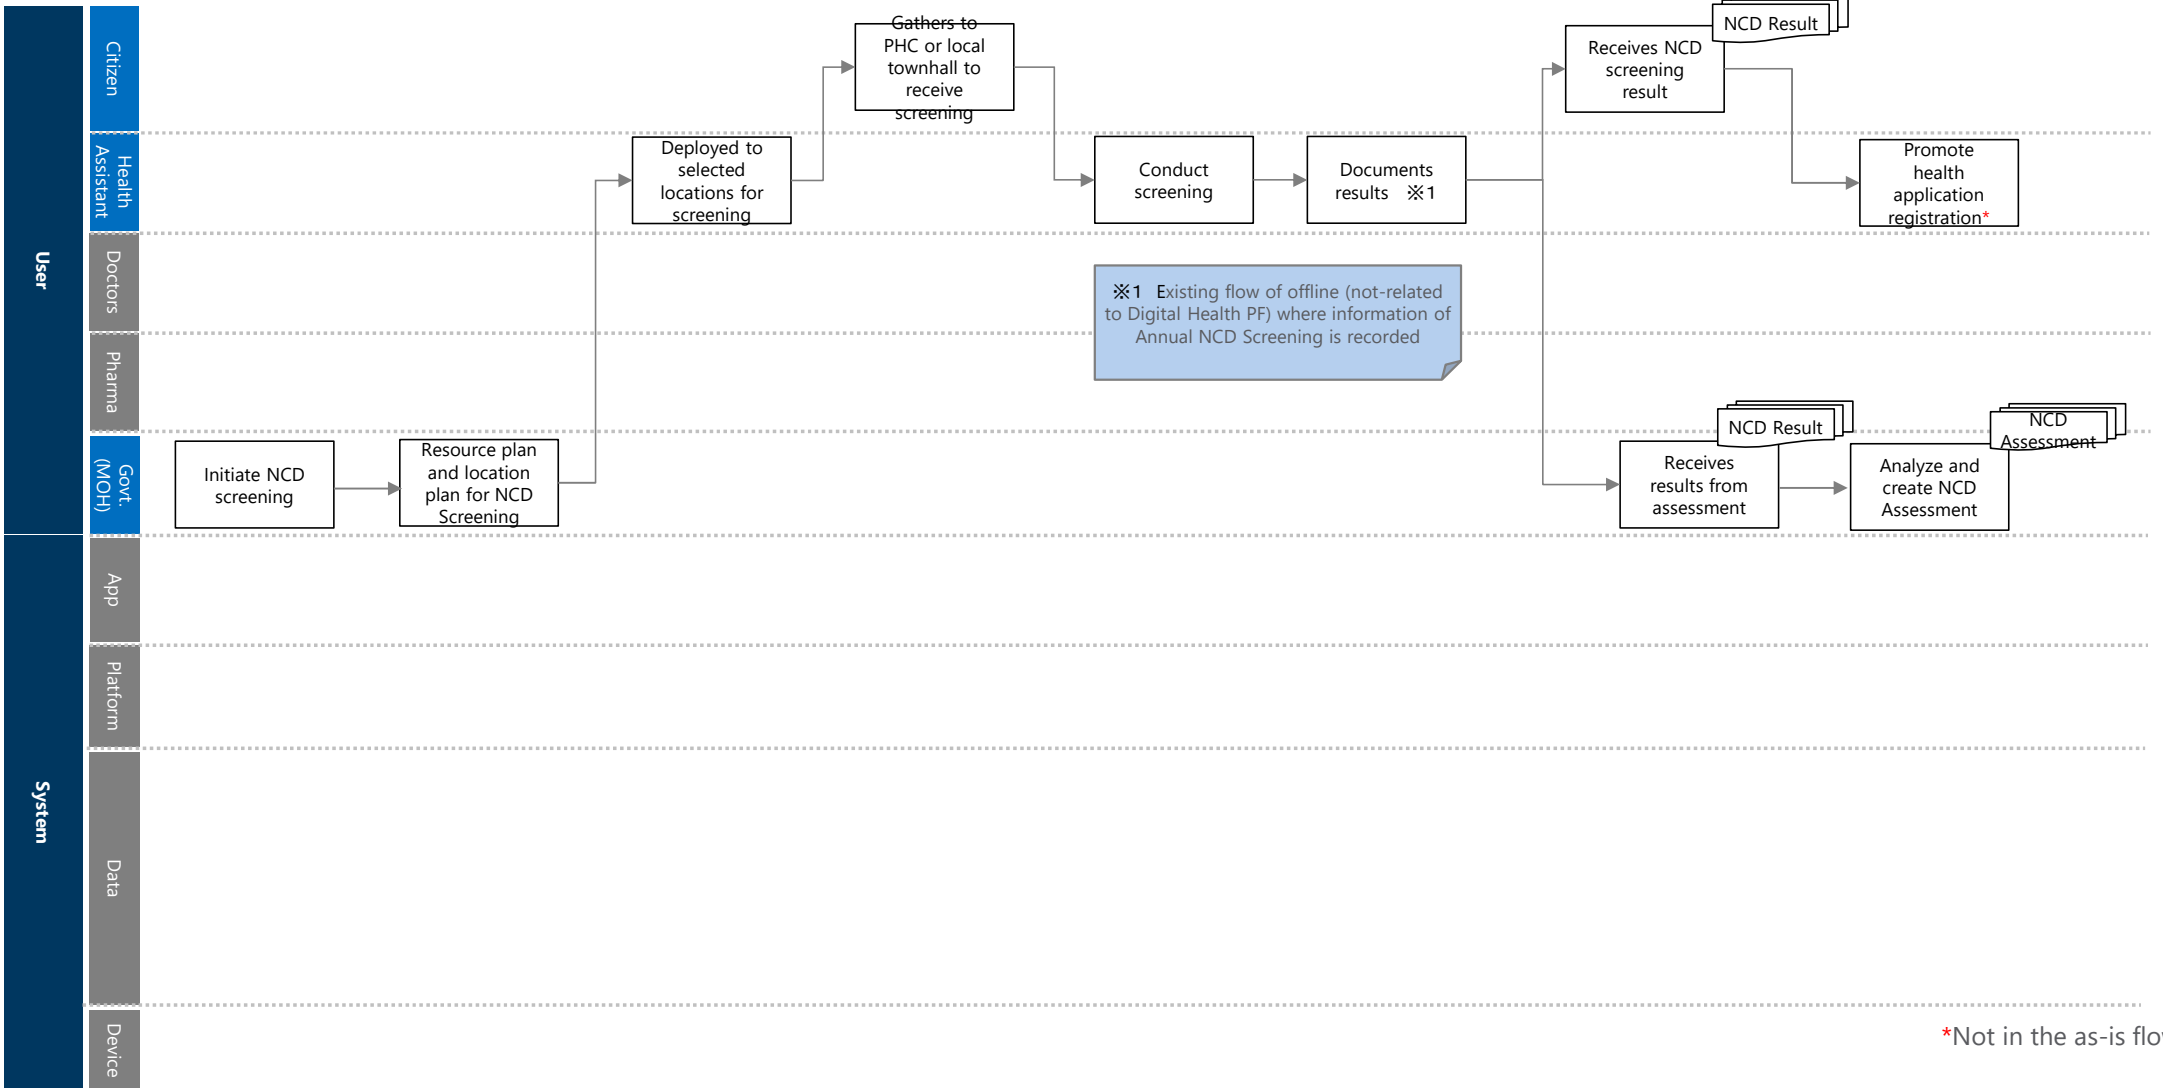 User
Citizen
Gathers to
PHC or local
townhall to
receive
screening
NCD Result
Receives NCD
screening
result
Health
Assistant
Deployed to
selected
locations for
screening
Conduct
screening
Documents
results ※1
Promote
health
application
registration*
Doctors
※1 Existing flow of offline (not-related
to Digital Health PF) where information of
Annual NCD Screening is recorded
Pharma
Govt.
(MOH)
Initiate NCD
screening
Resource plan
and location
plan for NCD
Screening
NCD Result
Receives
results from
assessment
NCD
Assessment
Analyze and
create NCD
Assessment
System
App
Platform
Data
Device
*Not in the as-is flo